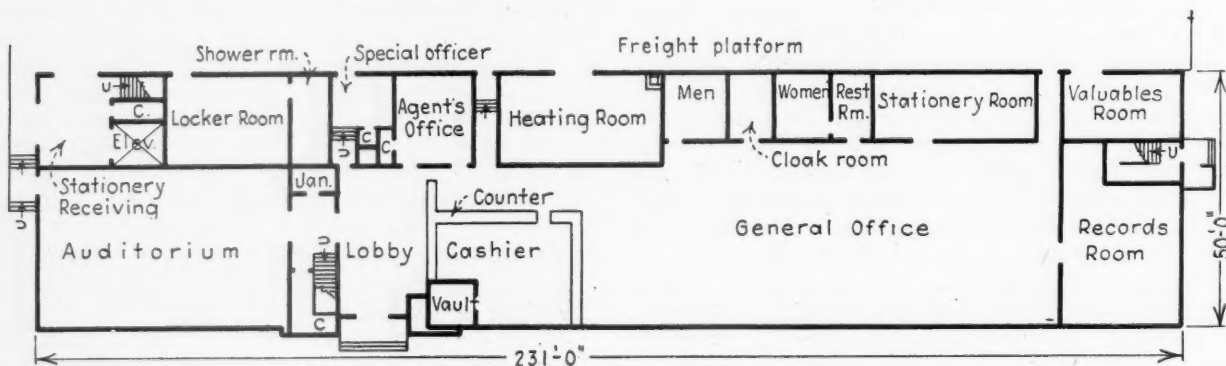 Freight platform
Shower rm.
Special officer
U
C.
Elev.
Locker Room
Agent's
Office
C
C
U
Heating Room
Men
Women
Rest
Rm.
Stationery Room
Valuables
Room
U
Cloak room
Stationery
Receiving
U
Jan.
Counter
Auditorium
U
Lobby
Cashier
General Office
Records
Room
50'-0"
Vault
C
231'-0"